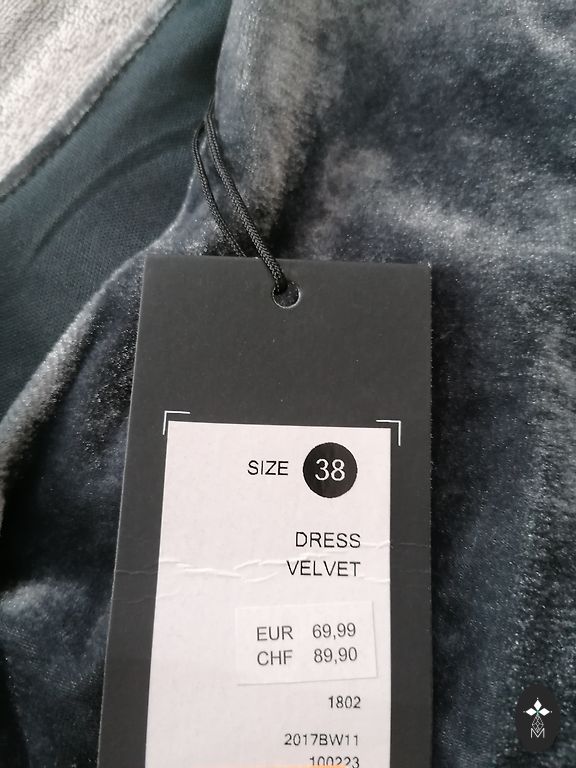 SIZE 38
DRESS
VELVET
EUR 69,99
CHF 89,90
1802
2017BW11
100223